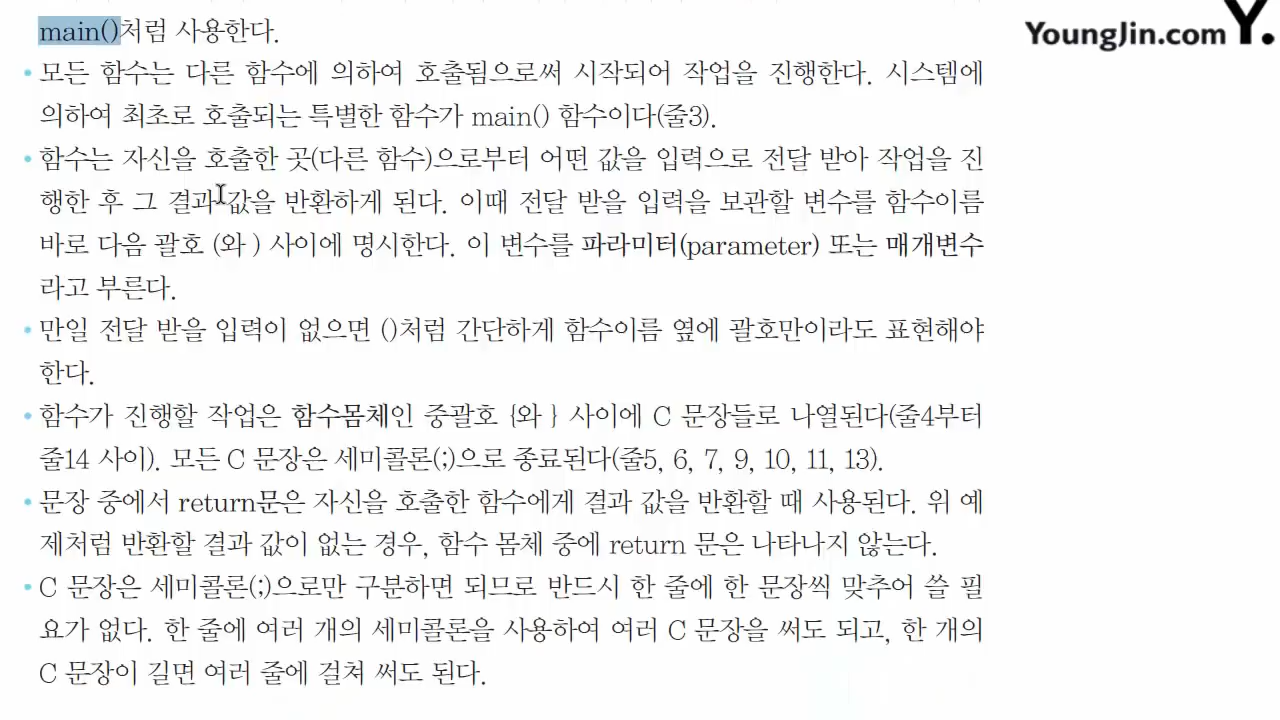 main()처럼 사용한다.
YoungJin.com Y.
• 모든 함수는 다른 함수에 의하여 호출됨으로써 시작되어 작업을 진행한다. 시스템에
의하여 최초로 호출되는 특별한 함수가 main() 함수이다(줄3).
• 함수는 자신을 호출한 곳(다른 함수)으로부터 어떤 값을 입력으로 전달 받아 작업을 진
행한 후 그 결과 값을 반환하게 된다. 이때 전달 받을 입력을 보관할 변수를 함수이름
바로 다음 괄호 (와 ) 사이에 명시한다. 이 변수를 파라미터(parameter) 또는 매개변수
라고 부른다.
• 만일 전달 받을 입력이 없으면 ()처럼 간단하게 함수이름 옆에 괄호만이라도 표현해야
한다.
• 함수가 진행할 작업은 함수몸체인 중괄호 {와 } 사이에 C 문장들로 나열된다(줄4부터
줄14 사이). 모든 C 문장은 세미콜론(;)으로 종료된다(줄5, 6, 7, 9, 10, 11, 13).
• 문장 중에서 return문은 자신을 호출한 함수에게 결과 값을 반환할 때 사용된다. 위 예
제처럼 반환할 결과 값이 없는 경우, 함수 몸체 중에 return 문은 나타나지 않는다.
• C 문장은 세미콜론(;)으로만 구분하면 되므로 반드시 한 줄에 한 문장씩 맞추어 쓸 필
요가 없다. 한 줄에 여러 개의 세미콜론을 사용하여 여러 C 문장을 써도 되고, 한 개의
C 문장이 길면 여러 줄에 걸쳐 써도 된다.